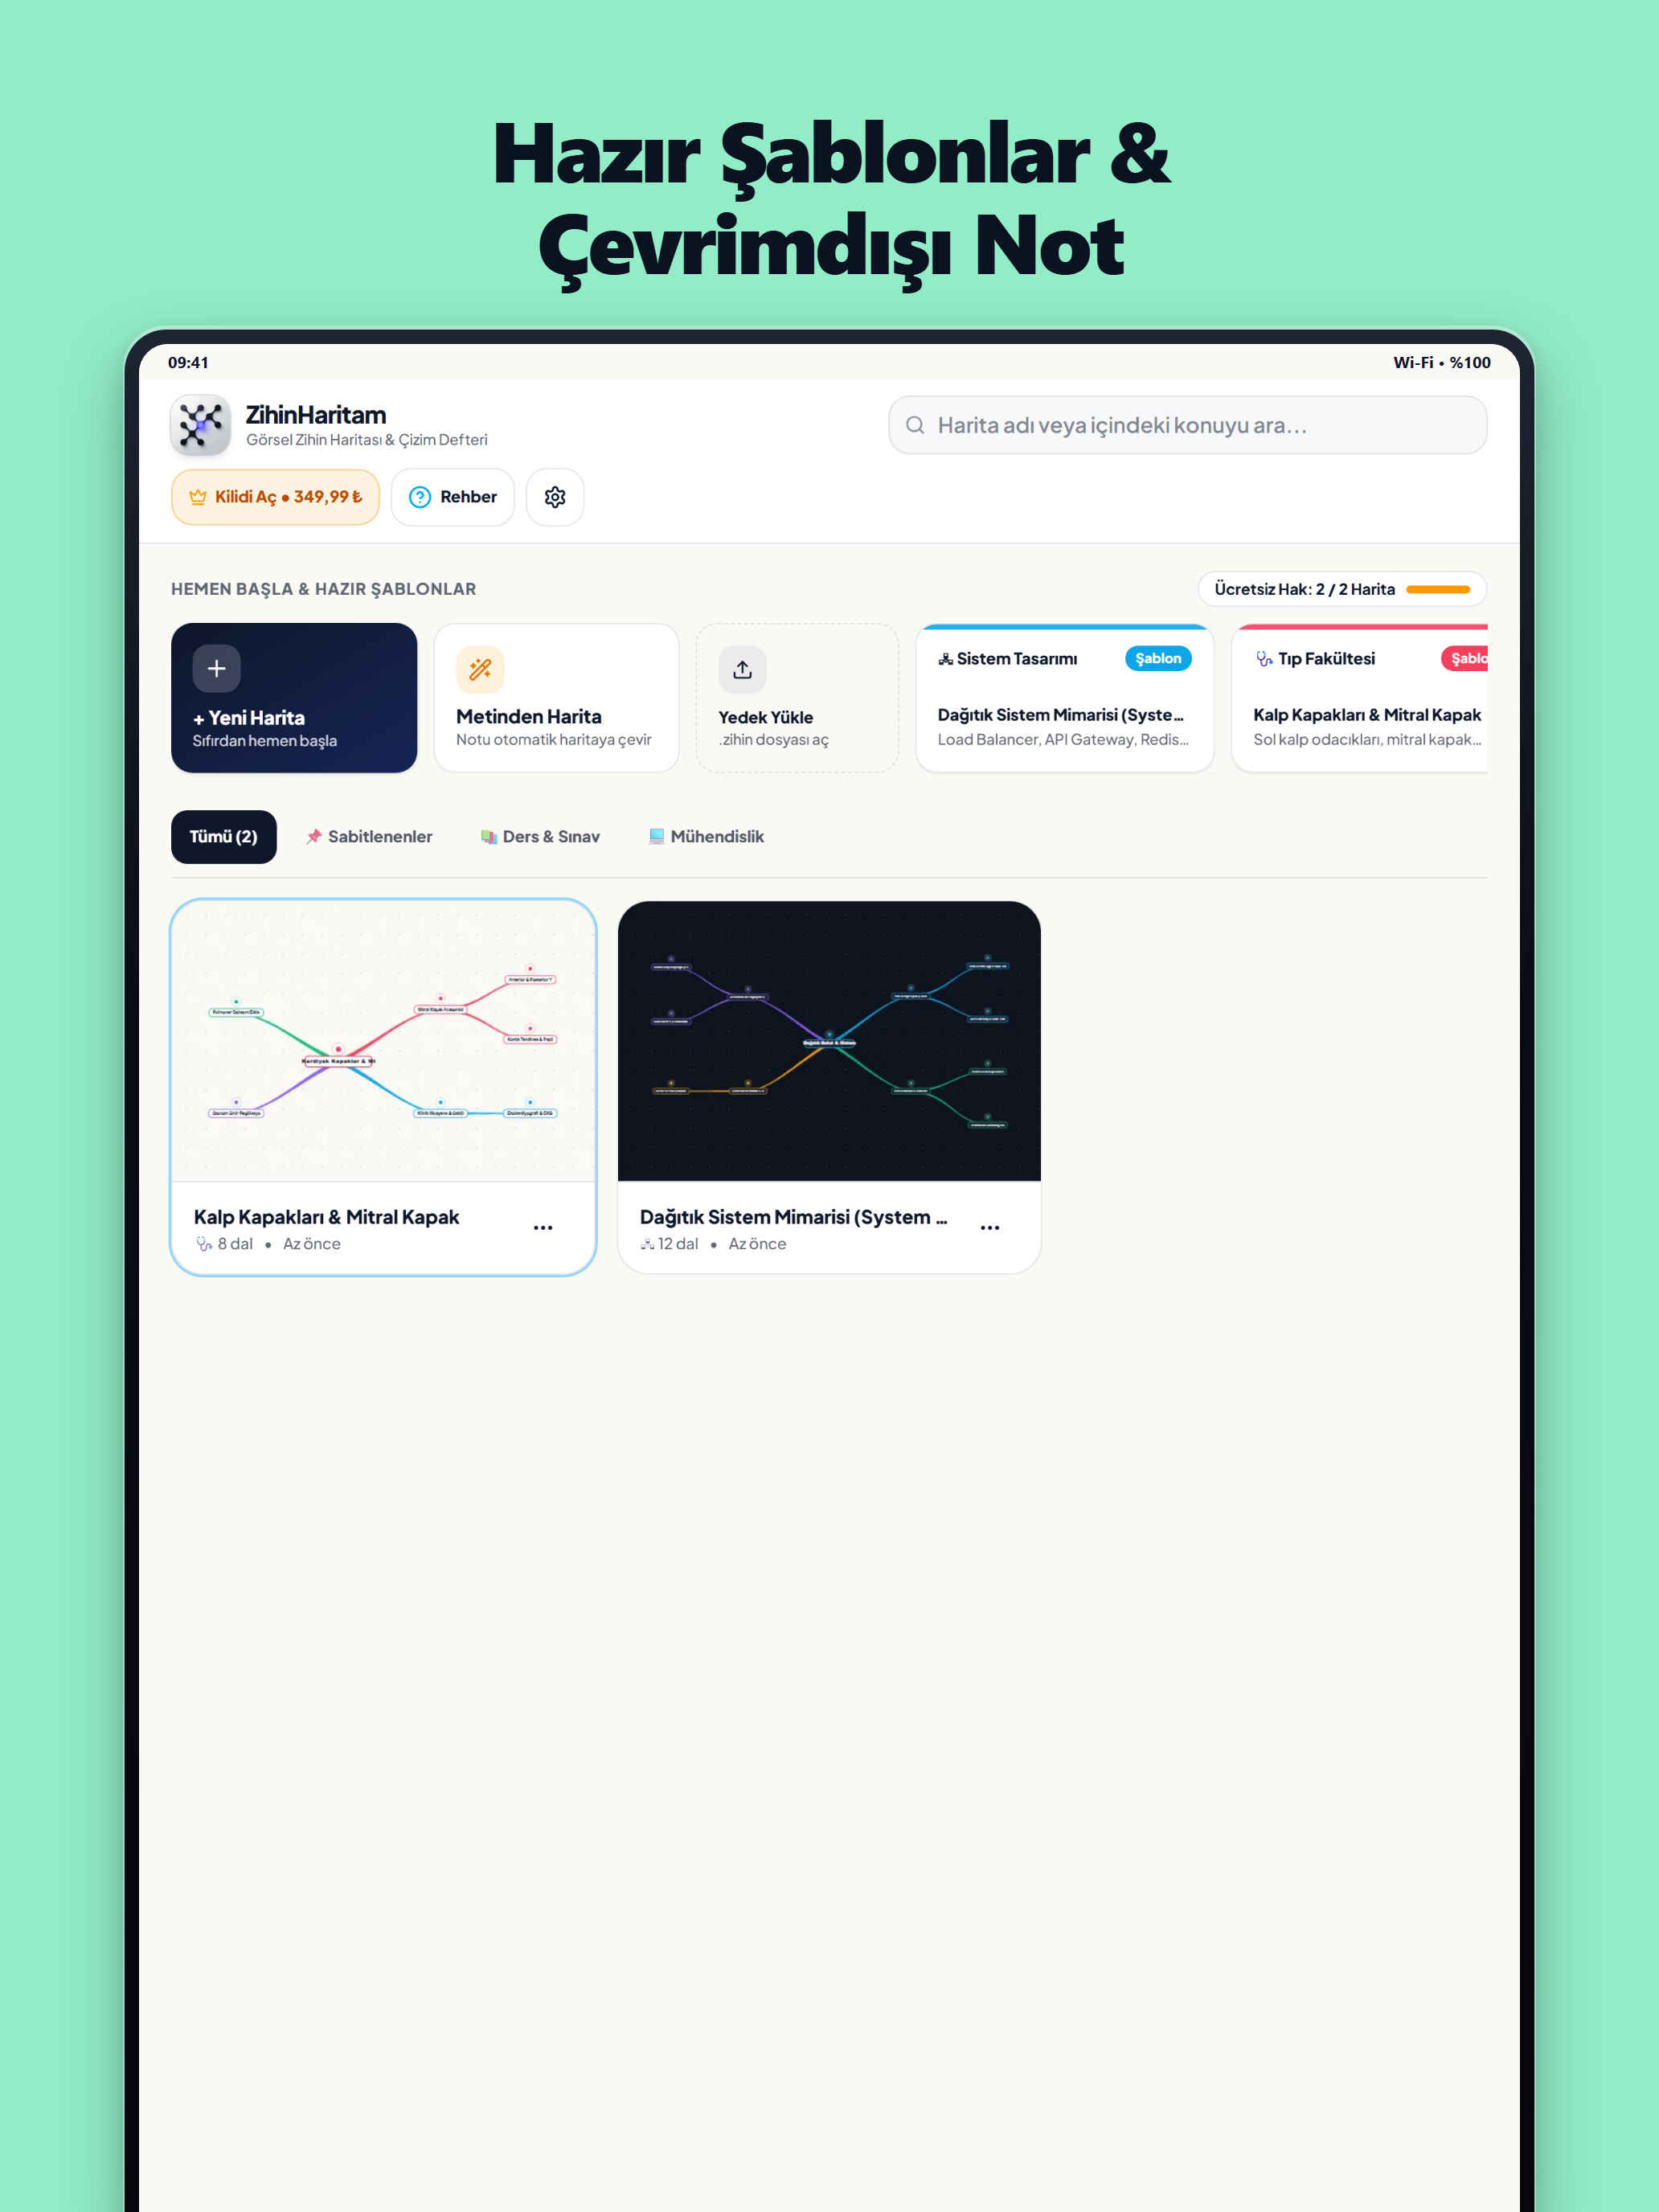 Hazır Şablonlar &
Çevrimdışı Not
09:41
Wi-Fi • %100
ZihinHaritam
Görsel Zihin Haritası & Çizim Defteri
Harita adı veya içindeki konuyu ara...
Kilidi Aç • 349,99 ₺
Rehber
HEMEN BAŞLA & HAZIR ŞABLONLAR
Ücretsiz Hak: 2 / 2 Harita
+ Yeni Harita
Sıfırdan hemen başla
Metinden Harita
Notu otomatik haritaya çevir
Yedek Yükle
.zihin dosyası aç
Sistem Tasarımı
Şablon
Dağıtık Sistem Mimarisi (Syste...
Load Balancer, API Gateway, Redis...
Tıp Fakültesi
Şablo
Kalp Kapakları & Mitral Kapak
Sol kalp odacıkları, mitral kapak...
Tümü (2)
Sabitlenenler
Ders & Sınav
Mühendislik
Kardiyak Kapaklar & Mi
Kalp Kapakları & Mitral Kapak
8 dal • Az önce
Dağıtık Sistem Mimarisi (System ...
12 dal • Az önce